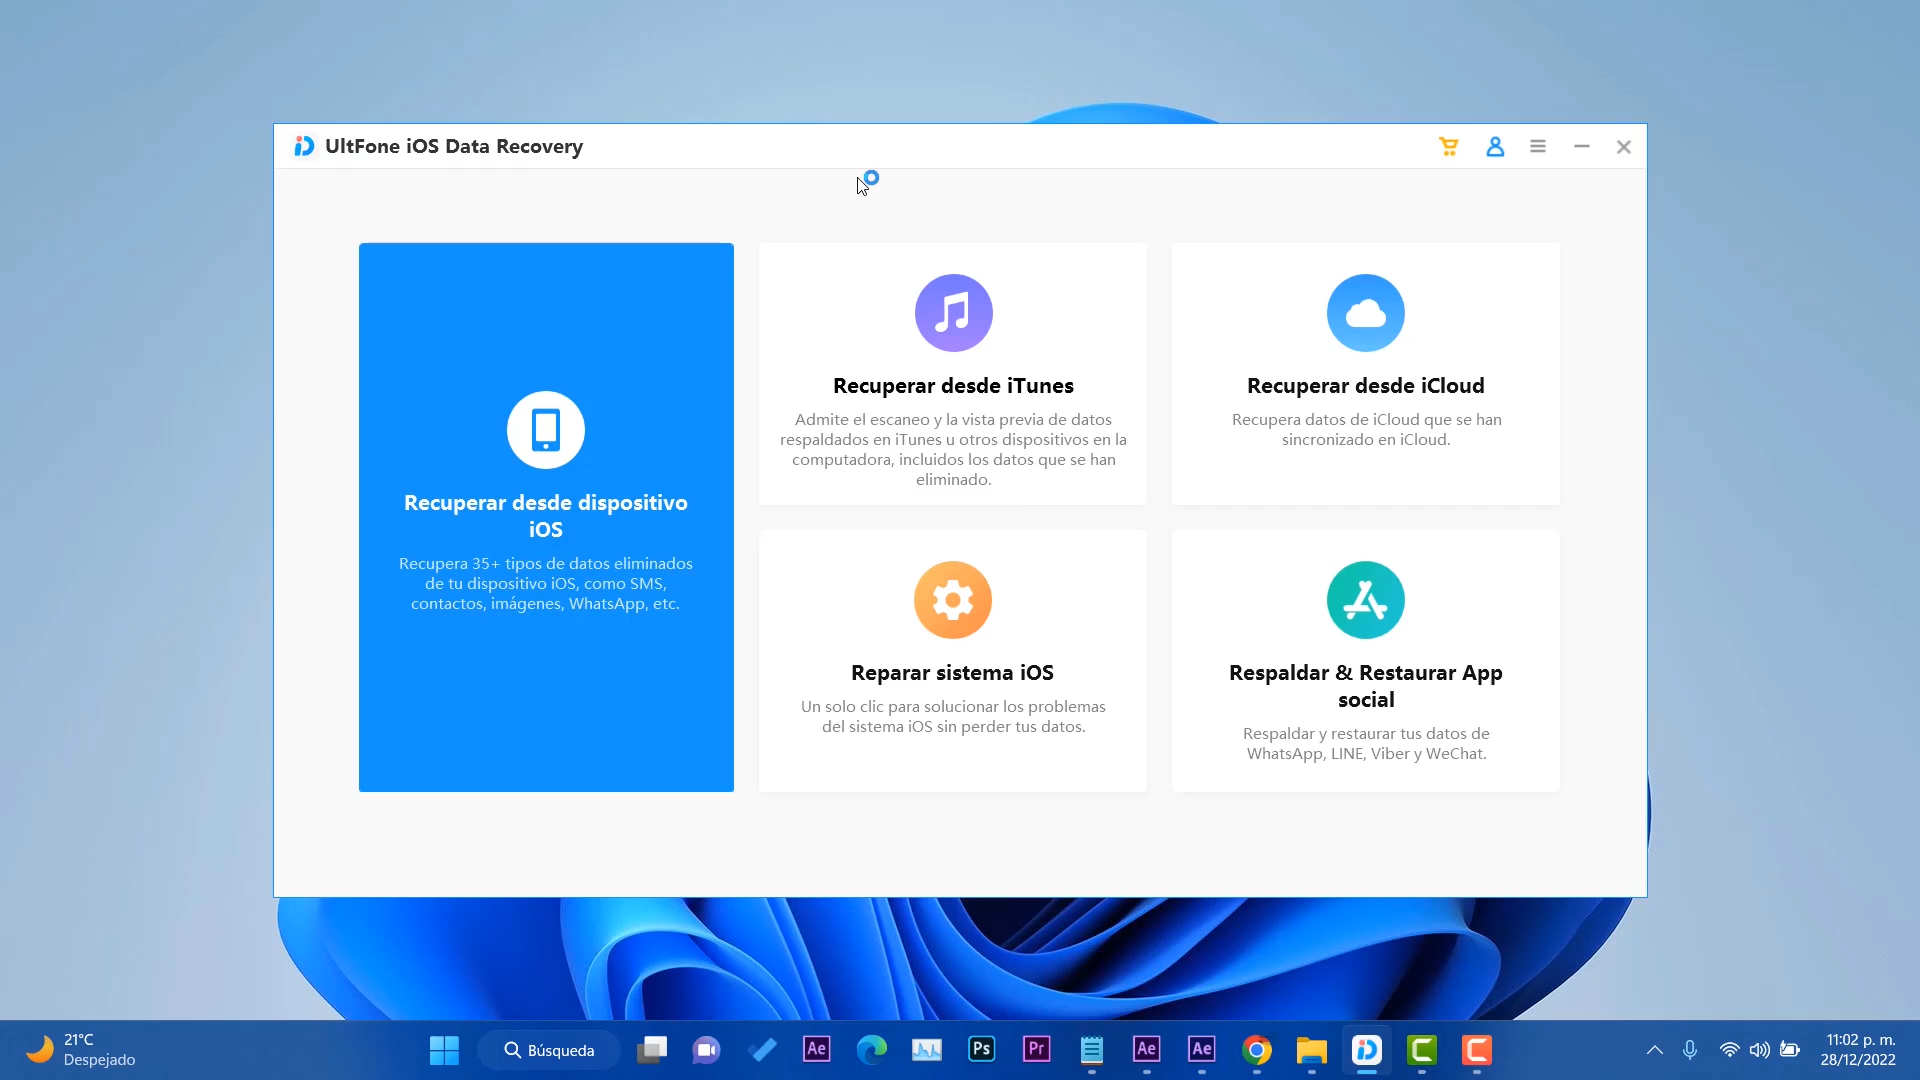 UltFone iOS Data Recovery
Recuperar desde dispositivo
iOS
Recupera 35+ tipos de datos eliminados
de tu dispositivo iOS, como SMS,
contactos, imágenes, WhatsApp, etc.
Recuperar desde iTunes
Admite el escaneo y la vista previa de datos
respaldados en iTunes u otros dispositivos en la
computadora, incluidos los datos que se han
eliminado.
Recuperar desde iCloud
Recupera datos de iCloud que se han
sincronizado en iCloud.
Reparar sistema iOS
Un solo clic para solucionar los problemas
del sistema iOS sin perder tus datos.
Respaldar & Restaurar App
social
Respaldar y restaurar tus datos de
WhatsApp, LINE, Viber y WeChat.
21°C
Despejado
Búsqueda
Ae
Ps
Pr
Ae
Ae
11:02 p. m.
28/12/2022